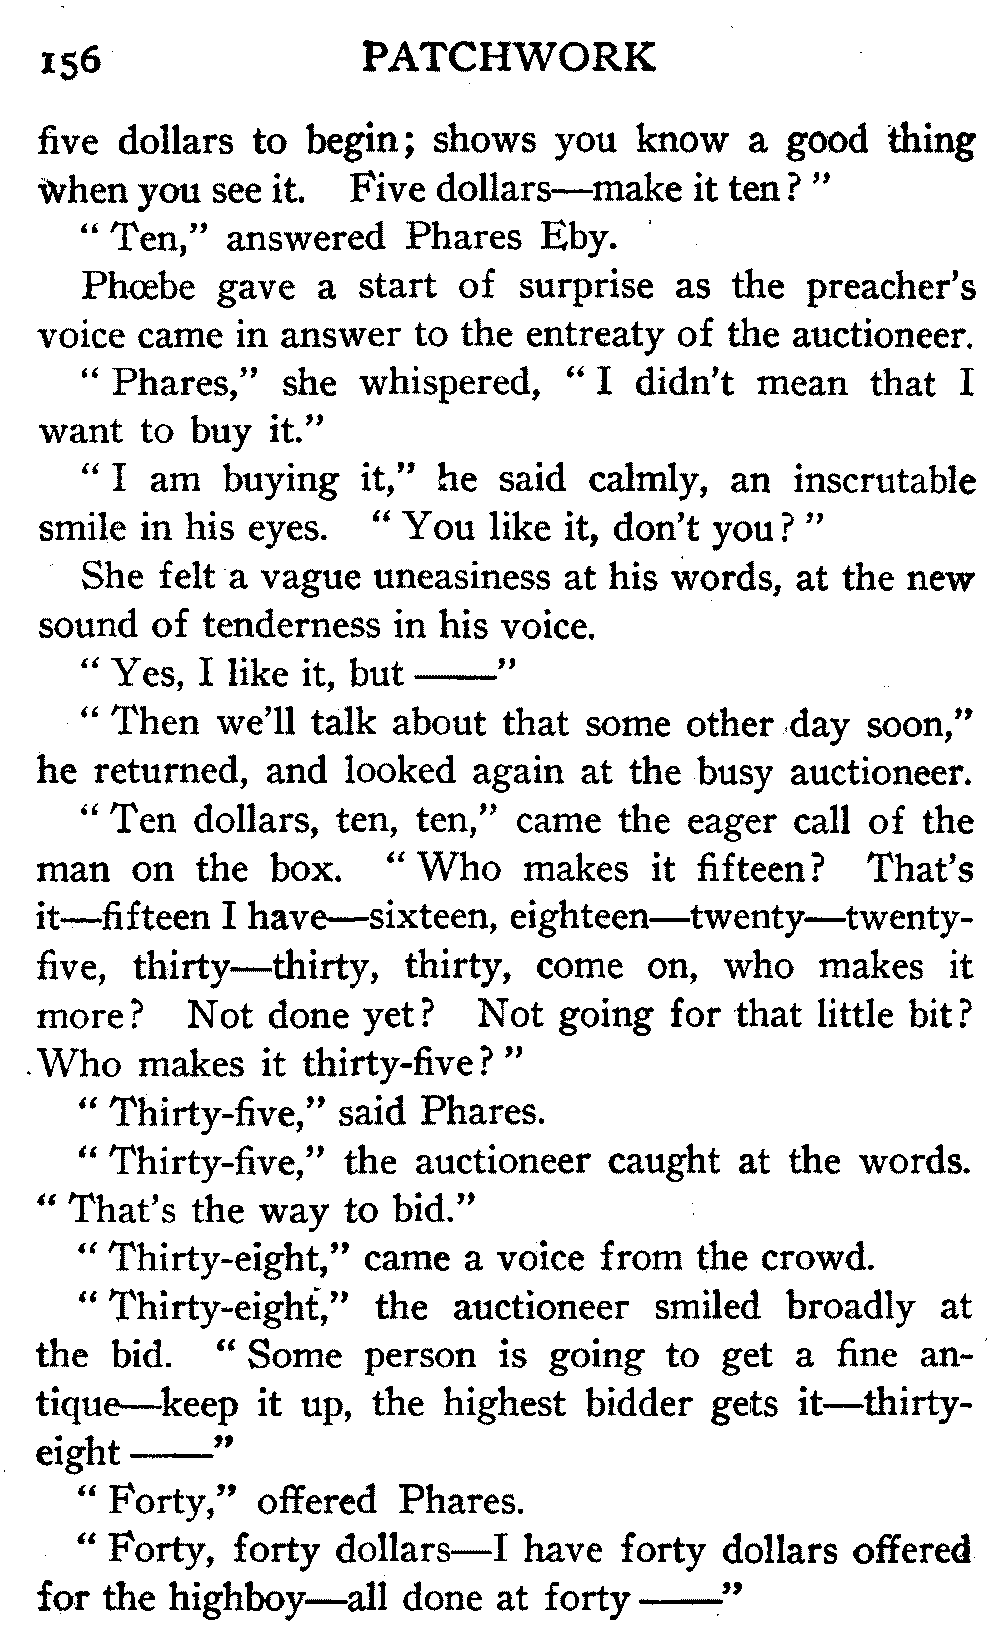 156 PATCHWORK
five dollars to begin; shows you know a good thing
when you see it. Five dollars—make it ten?"
"Ten," answered Phares Eby.
Phœbe gave a start of surprise as the preacher's
voice came in answer to the entreaty of the auctioneer.
"Phares," she whispered, "I didn't mean that I
want to buy it."
"I am buying it," he said calmly, an inscrutable
smile in his eyes. "You like it, don't you?"
She felt a vague uneasiness at his words, at the new
sound of tenderness in his voice.
"Yes, I like it, but ——"
"Then we'll talk about that some other day soon,"
he returned, and looked again at the busy auctioneer.
"Ten dollars, ten, ten," came the eager call of the
man on the box. "Who makes it fifteen? That's
it—fifteen I have—sixteen, eighteen—twenty—twenty-
five, thirty—thirty, thirty, come on, who makes it
more? Not done yet? Not going for that little bit?
Who makes it thirty-five?"
"Thirty-five," said Phares.
"Thirty-five," the auctioneer caught at the words.
"That's the way to bid."
"Thirty-eight," came a voice from the crowd.
"Thirty-eight," the auctioneer smiled broadly at
the bid. "Some person is going to get a fine an-
tique—keep it up, the highest bidder gets it—thirty-
eight ——"
"Forty," offered Phares.
"Forty, forty dollars—I have forty dollars offered
for the highboy—all done at forty ——"